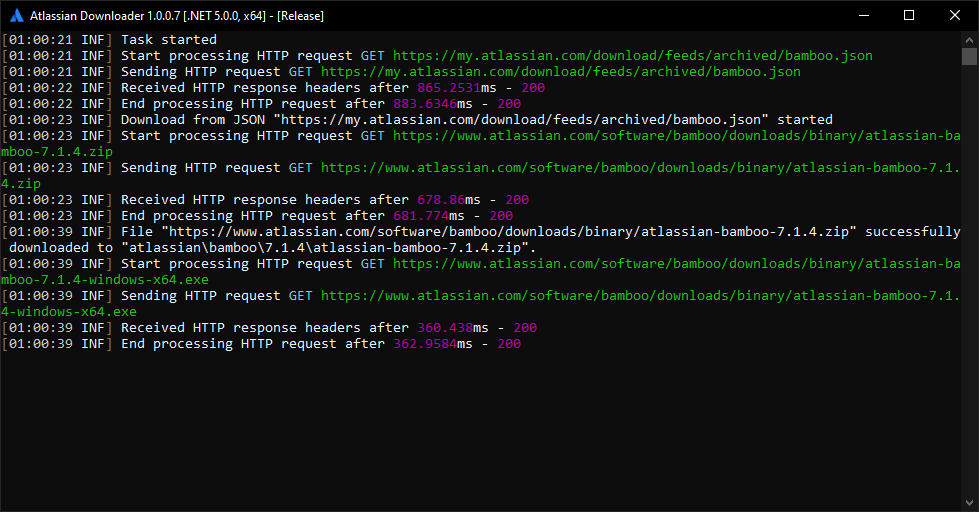 Atlassian Downloader 1.0.0.7 [.NET 5.0.0, x64] - [Release]
[01:00:21 INF] Task started
[01:00:21 INF] Start processing HTTP request GET https://my.atlassian.com/download/feeds/archived/bamboo.json
[01:00:21 INF] Sending HTTP request GET https://my.atlassian.com/download/feeds/archived/bamboo.json
[01:00:22 INF] Received HTTP response headers after 865.2531ms - 200
[01:00:22 INF] End processing HTTP request after 883.6346ms - 200
[01:00:23 INF] Download from JSON "https://my.atlassian.com/download/feeds/archived/bamboo.json" started
[01:00:23 INF] Start processing HTTP request GET https://www.atlassian.com/software/bamboo/downloads/binary/atlassian-ba
mboo-7.1.4.zip
[01:00:23 INF] Sending HTTP request GET https://www.atlassian.com/software/bamboo/downloads/binary/atlassian-bamboo-7.1.
4.zip
[01:00:23 INF] Received HTTP response headers after 678.86ms - 200
[01:00:23 INF] End processing HTTP request after 681.774ms - 200
[01:00:39 INF] File "https://www.atlassian.com/software/bamboo/downloads/binary/atlassian-bamboo-7.1.4.zip" successfully
downloaded to "atlassian\bamboo\7.1.4\atlassian-bamboo-7.1.4.zip".
[01:00:39 INF] Start processing HTTP request GET https://www.atlassian.com/software/bamboo/downloads/binary/atlassian-ba
mboo-7.1.4-windows-x64.exe
[01:00:39 INF] Sending HTTP request GET https://www.atlassian.com/software/bamboo/downloads/binary/atlassian-bamboo-7.1.
4-windows-x64.exe
[01:00:39 INF] Received HTTP response headers after 360.438ms - 200
[01:00:39 INF] End processing HTTP request after 362.9584ms - 200